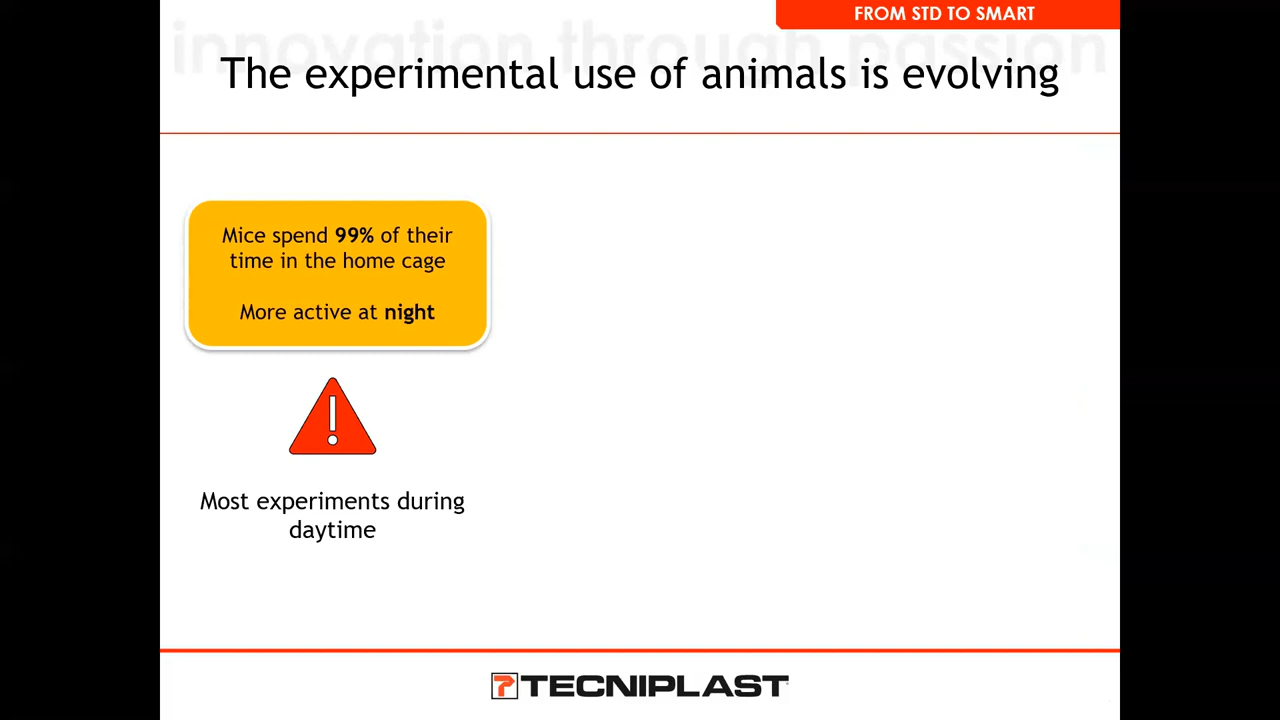 FROM STD TO SMART
innovation through passion
The experimental use of animals is evolving
Mice spend 99% of their
time in the home cage
More active at night
!
Most experiments during
daytime
TECNIPLAST